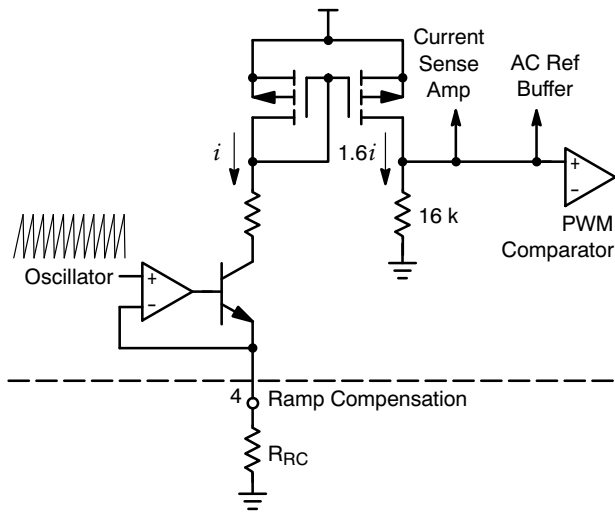 Current
Sense
Amp
AC Ref
Buffer
i
1.6i
+
−
16 k
PWM
Comparator
Oscillator
+
−
4
Ramp Compensation
RRC